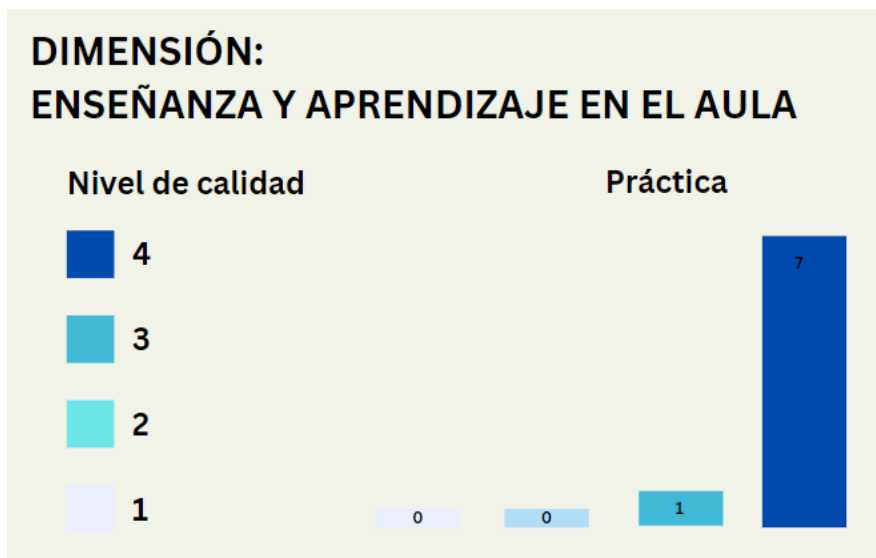 DIMENSIÓN:
ENSEÑANZA Y APRENDIZAJE EN EL AULA
Nivel de calidad
Práctica
4
3
2
1
0
0
1
7